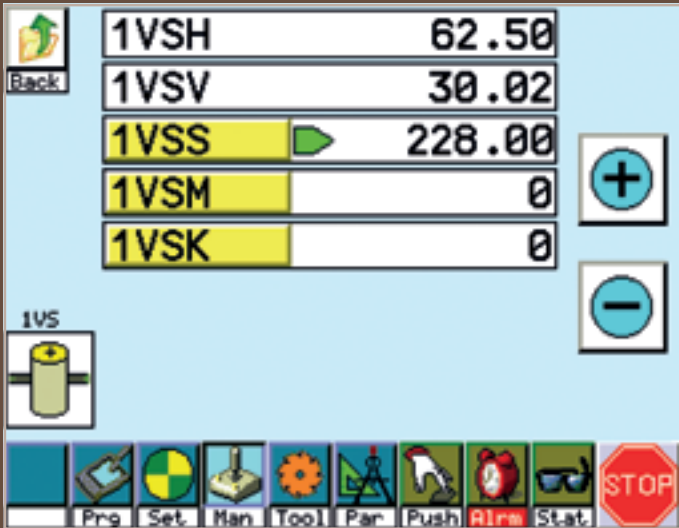 Back
1VSH 62.50
1VSV 30.02
1VSS 228.00
1VSM 0
1VSK 0
1VS
Prg Set Man Tool Par Push Alrm Stat STOP